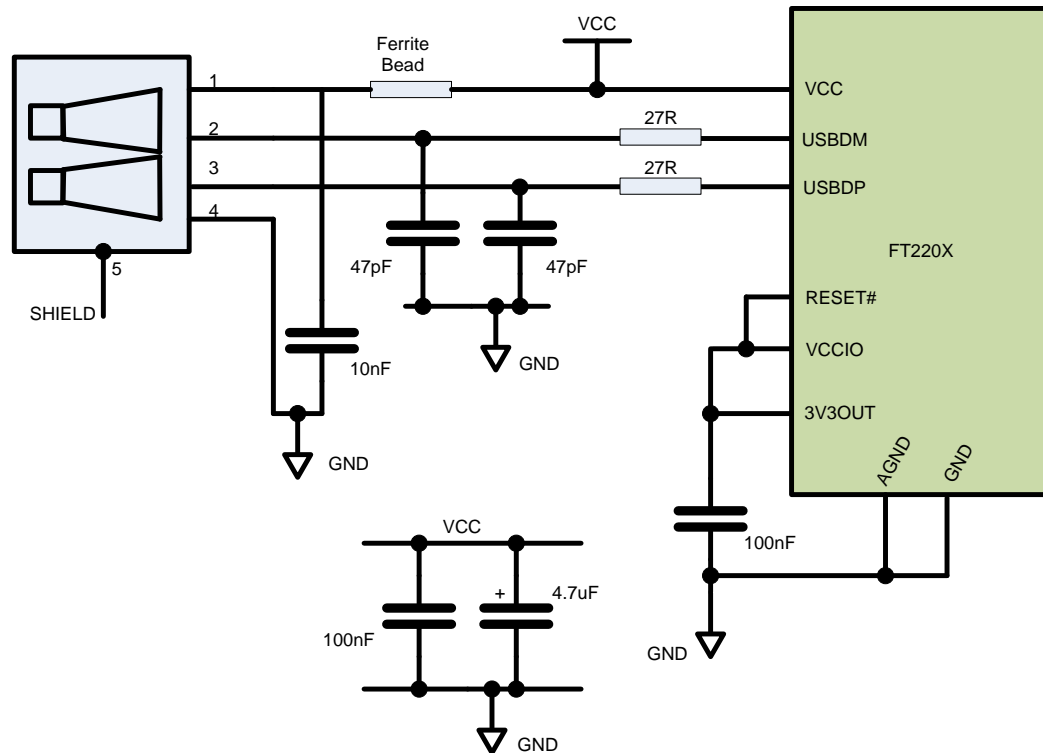 VCC
Ferrite
Bead
1
VCC
27R
2
USBDM
27R
3
USBDP
4
47pF
47pF
FT220X
5
SHIELD
RESET#
VCCIO
10nF
GND
3V3OUT
GND
AGND
GND
VCC
100nF
+
4.7uF
100nF
GND
GND